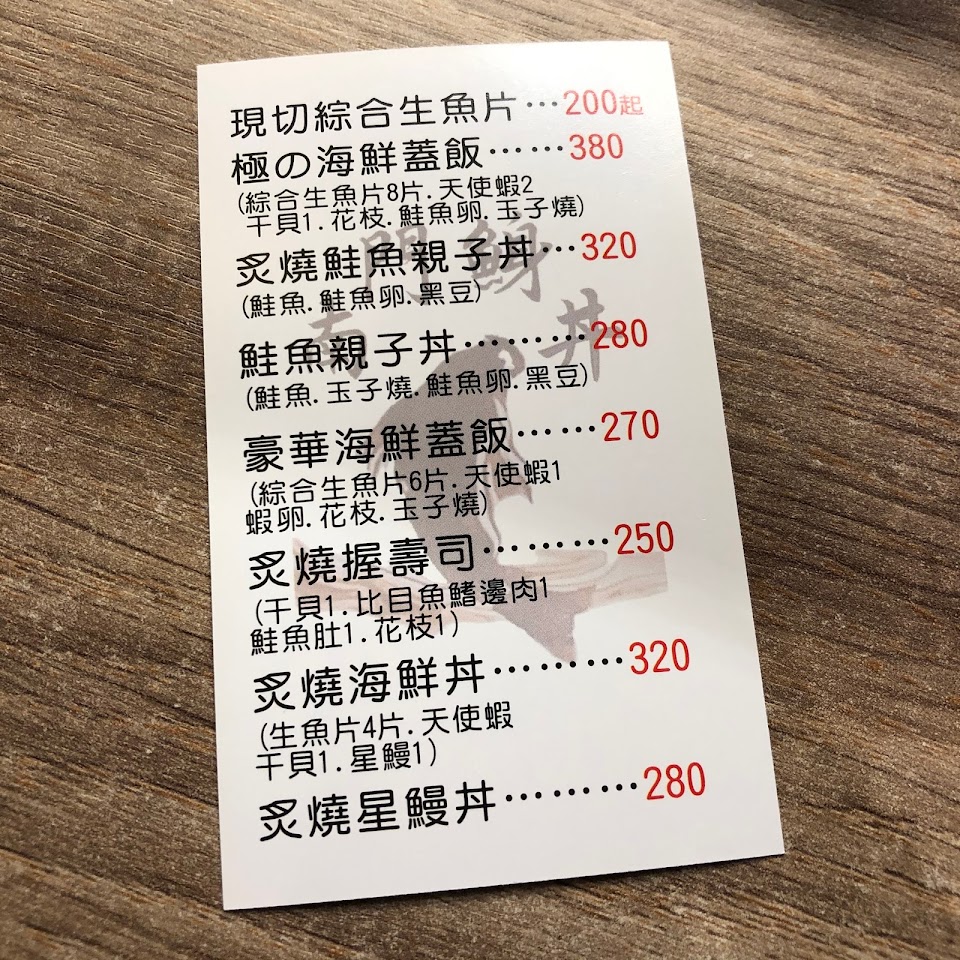 現切綜合生魚片…200起
極の海鮮蓋飯……380
(綜合生魚片8片.天使蝦2
干貝1.花枝.鮭魚卵.玉子燒)
炙燒鮭魚親子丼…320
(鮭魚.鮭魚卵.黑豆)
鮭魚親子丼………280
(鮭魚.玉子燒.鮭魚卵.黑豆)
豪華海鮮蓋飯……270
(綜合生魚片6片.天使蝦1
蝦卵.花枝.玉子燒)
炙燒握壽司………250
(干貝1.比目魚鰭邊肉1
鮭魚肚1.花枝1)
炙燒海鮮丼………320
(生魚片4片.天使蝦
干貝1.星鰻1)
炙燒星鰻丼………280
南門魩丼